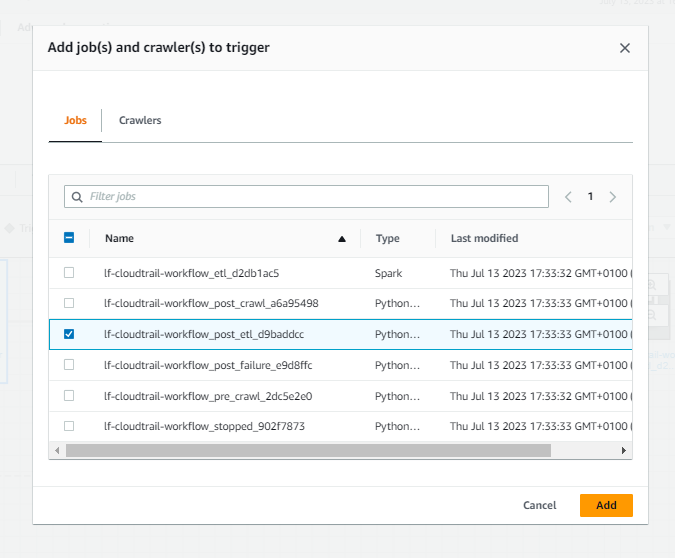 Add job(s) and crawler(s) to trigger
Jobs Crawlers
Filter jobs 1
Name Type Last modified
lf-cloudtrail-workflow_etl_d2db1ac5 Spark Thu Jul 13 2023 17:33:32 GMT+0100 (
lf-cloudtrail-workflow_post_crawl_a6a95498 Python… Thu Jul 13 2023 17:33:32 GMT+0100 (
lf-cloudtrail-workflow_post_etl_d9baddcc Python… Thu Jul 13 2023 17:33:33 GMT+0100 (
lf-cloudtrail-workflow_post_failure_e9d8ffc Python… Thu Jul 13 2023 17:33:33 GMT+0100 (
lf-cloudtrail-workflow_pre_crawl_2dc5e2e0 Python… Thu Jul 13 2023 17:33:32 GMT+0100 (
lf-cloudtrail-workflow_stopped_902f7873 Python… Thu Jul 13 2023 17:33:33 GMT+0100 (
Cancel Add